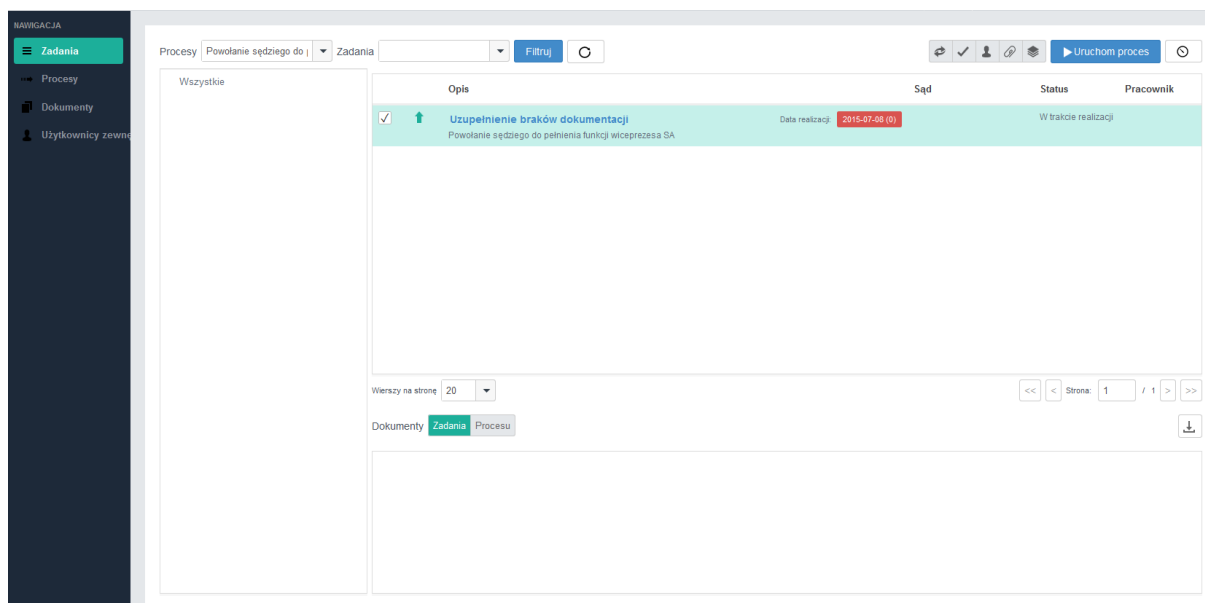 NAWIGACJA
Zadania
Procesy
Dokumenty
Użytkownicy zewnę
Procesy Powołanie sędziego do Zadania Filtruj Uruchom proces
Wszystkie
Opis Sąd Status Pracownik
Uzupełnienie braków dokumentacji Data realizacji: 2015-07-08 (0) W trakcie realizacji
Powołanie sędziego do pełnienia funkcji wiceprezesa SA
Wierszy na stronę 20 << < Strona: 1 / 1 > >>
Dokumenty Zadania Procesu